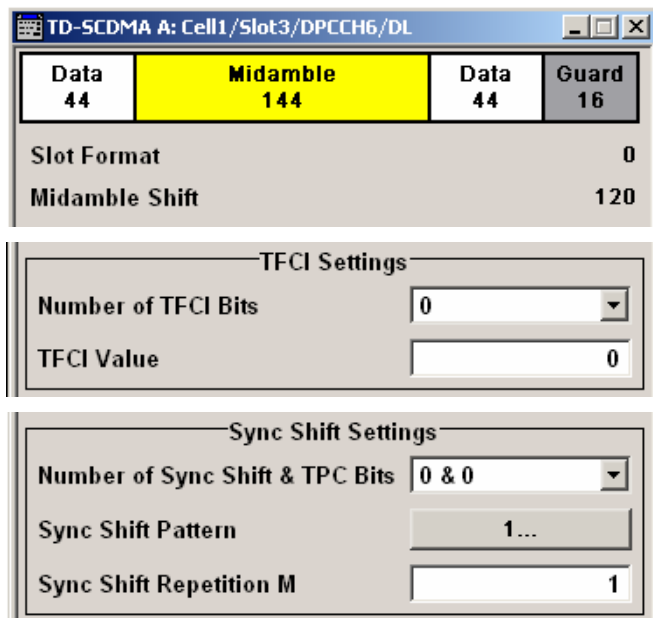 TD-SCDMA A: Cell1/Slot3/DPCCH6/DL
Data Midamble Data Guard
44 144 44 16
Slot Format 0
Midamble Shift 120
TFCI Settings
Number of TFCI Bits 0
TFCI Value 0
Sync Shift Settings
Number of Sync Shift & TPC Bits 0 & 0
Sync Shift Pattern 1...
Sync Shift Repetition M 1